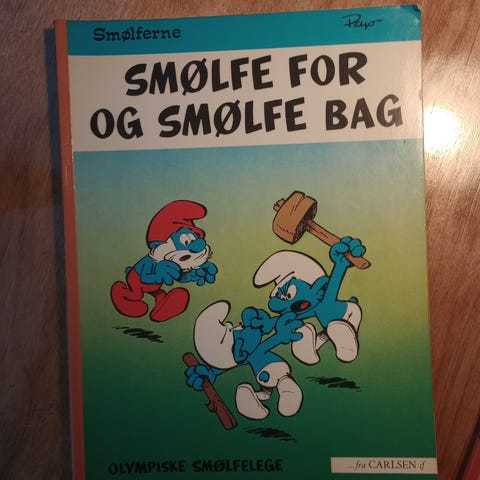 Smølferne
Peyo
SMØLFE FOR
OG SMØLFE BAG
OLYMPISKE SMØLFELEGE
...fra CARLSEN if